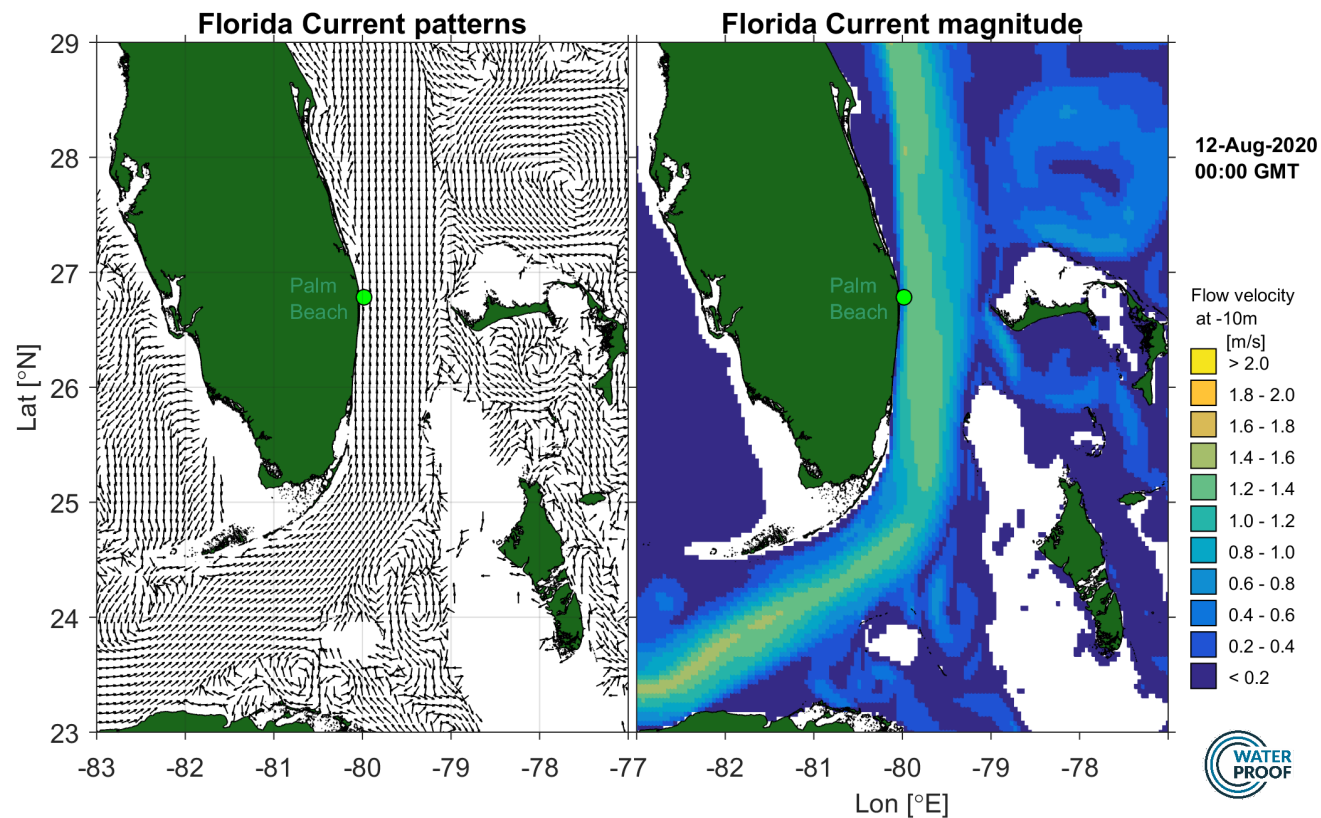 Florida Current patterns
Florida Current magnitude
29
28
27
26
25
24
23
Lat [°N]
Palm
Beach
-83
-82
-81
-80
-79
-78
-77
Palm
Beach
-82
-81
-80
-79
-78
Lon [°E]
12-Aug-2020
00:00 GMT
Flow velocity
at -10m
[m/s]
> 2.0
1.8 - 2.0
1.6 - 1.8
1.4 - 1.6
1.2 - 1.4
1.0 - 1.2
0.8 - 1.0
0.6 - 0.8
0.4 - 0.6
0.2 - 0.4
< 0.2
WATER
PROOF